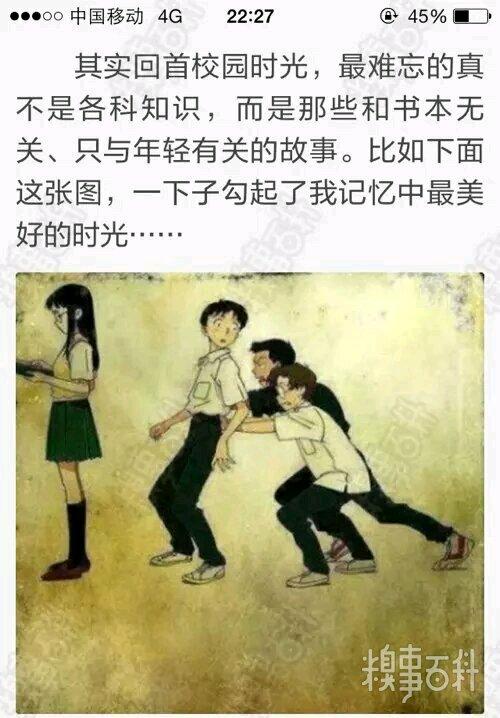 中国移动 4G 22:27 45%
其实回首校园时光，最难忘的真
不是各科知识，而是那些和书本无
关、只与年轻有关的故事。比如下面
这张图，一下子勾起了我记忆中最美
好的时光……
糗事百科